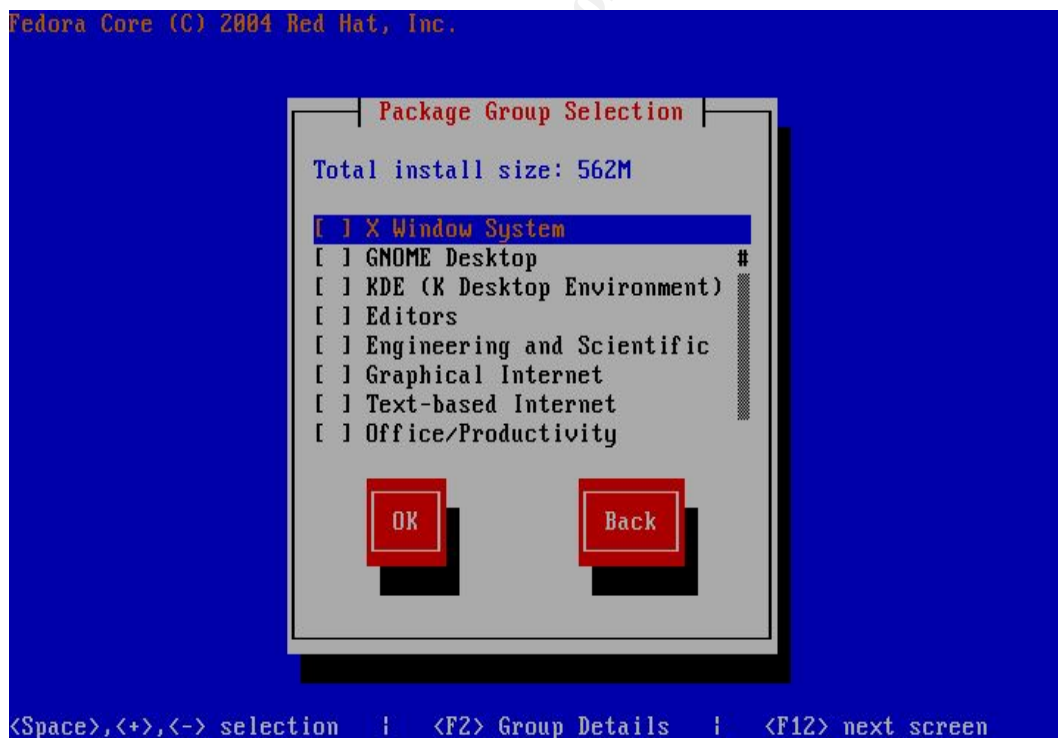 Fedora Core (C) 2004 Red Hat, Inc.
Package Group Selection
Total install size: 562M
[ ] X Window System
[ ] GNOME Desktop #
[ ] KDE (K Desktop Environment)
[ ] Editors
[ ] Engineering and Scientific
[ ] Graphical Internet
[ ] Text-based Internet
[ ] Office/Productivity
OK Back
<Space>,<+>,<-> selection | <F2> Group Details | <F12> next screen